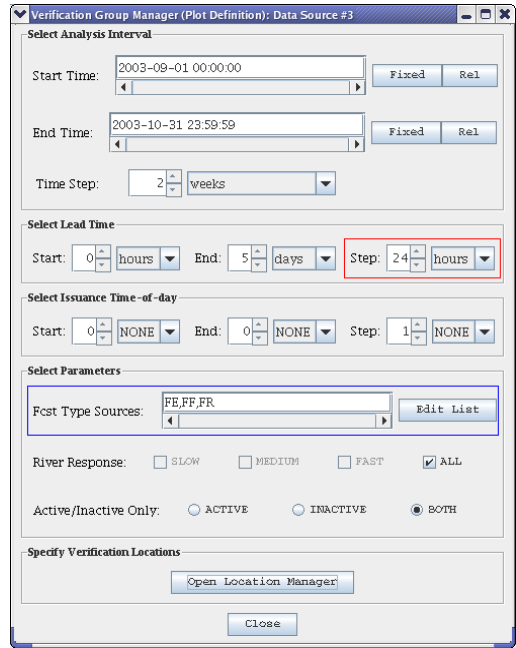 Verification Group Manager (Plot Definition): Data Source #3
Select Analysis Interval
Start Time: 2003-09-01 00:00:00 Fixed Rel
End Time: 2003-10-31 23:59:59 Fixed Rel
Time Step: 2 weeks
Select Lead Time
Start: 0 hours End: 5 days Step: 24 hours
Select Issuance Time-of-day
Start: 0 NONE End: 0 NONE Step: 1 NONE
Select Parameters
Fcst Type Sources: FE,FF,FR Edit List
River Response: SLOW MEDIUM FAST ALL
Active/Inactive Only: ACTIVE INACTIVE BOTH
Specify Verification Locations
Open Location Manager
Close